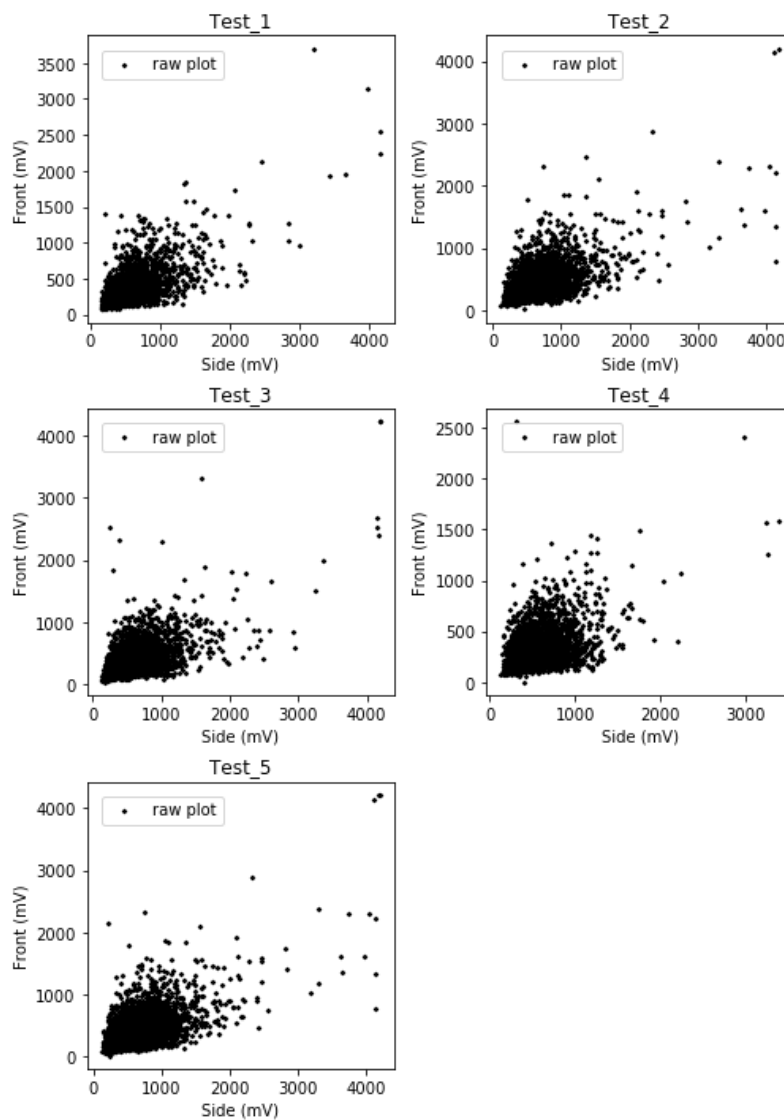 Test_1
3500
3000
2500
2000
1500
1000
500
0
Front (mV)
raw plot
0 1000 2000 3000 4000
Side (mV)
Test_2
4000
3000
2000
1000
0
Front (mV)
raw plot
0 1000 2000 3000 4000
Side (mV)
Test_3
4000
3000
2000
1000
0
Front (mV)
raw plot
0 1000 2000 3000 4000
Side (mV)
Test_4
2500
2000
1500
1000
500
0
Front (mV)
raw plot
0 1000 2000 3000
Side (mV)
Test_5
4000
3000
2000
1000
0
Front (mV)
raw plot
0 1000 2000 3000 4000
Side (mV)